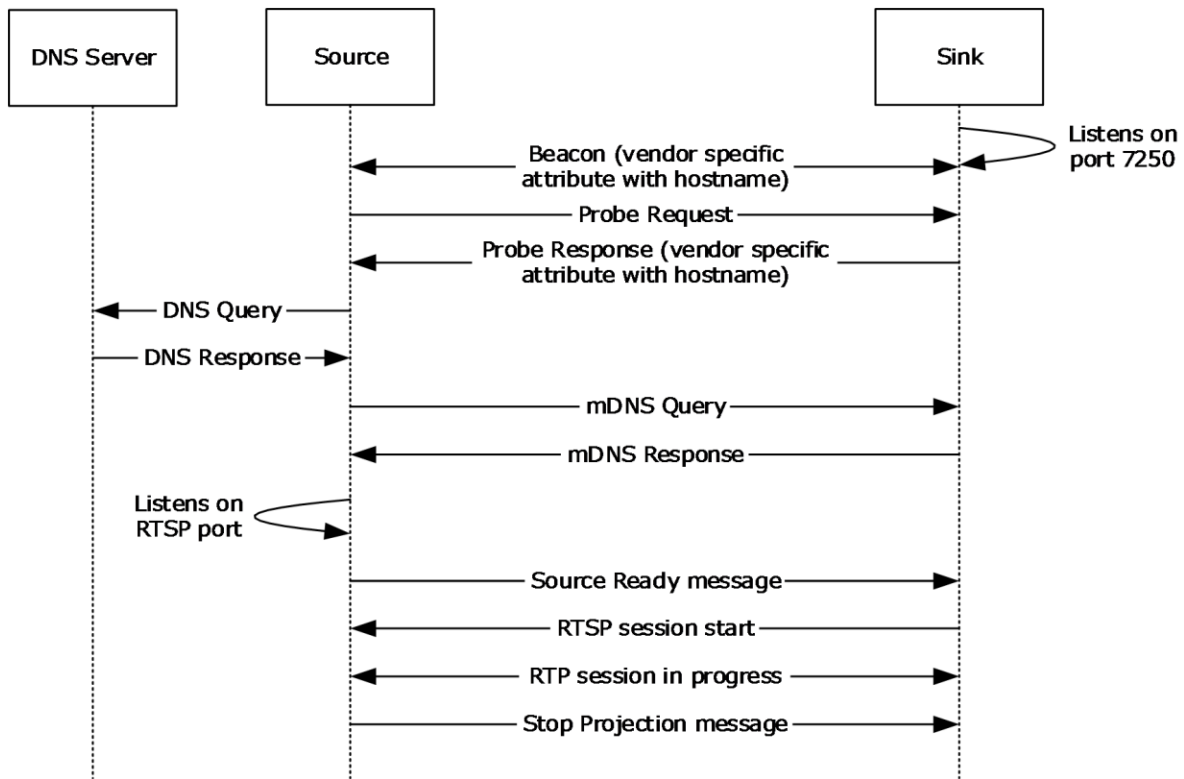 DNS Server
Source
Sink
Listens on
port 7250
Beacon (vendor specific
attribute with hostname)
Probe Request
Probe Response (vendor specific
attribute with hostname)
DNS Query
DNS Response
mDNS Query
mDNS Response
Listens on
RTSP port
Source Ready message
RTSP session start
RTP session in progress
Stop Projection message